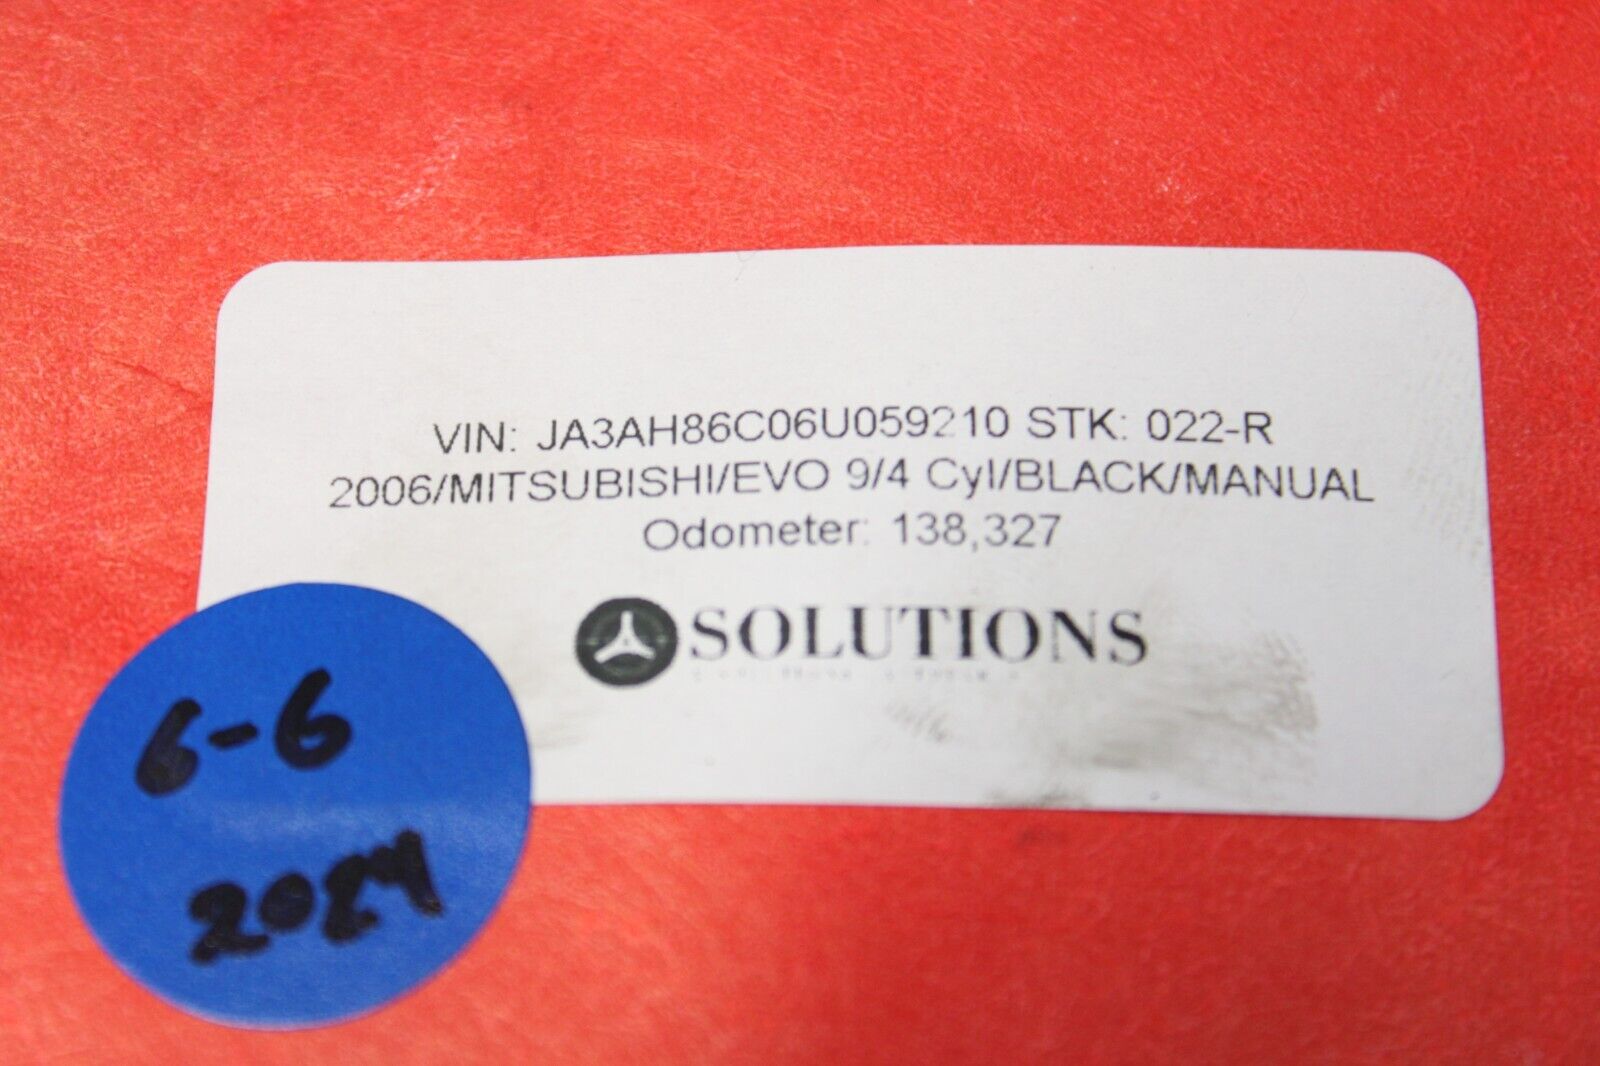 VIN: JA3AH86C06U059210 STK: 022-R
2006/MITSUBISHI/EVO 9/4 Cyl/BLACK/MANUAL
Odometer: 138,327
SOLUTIONS
6-6
2024